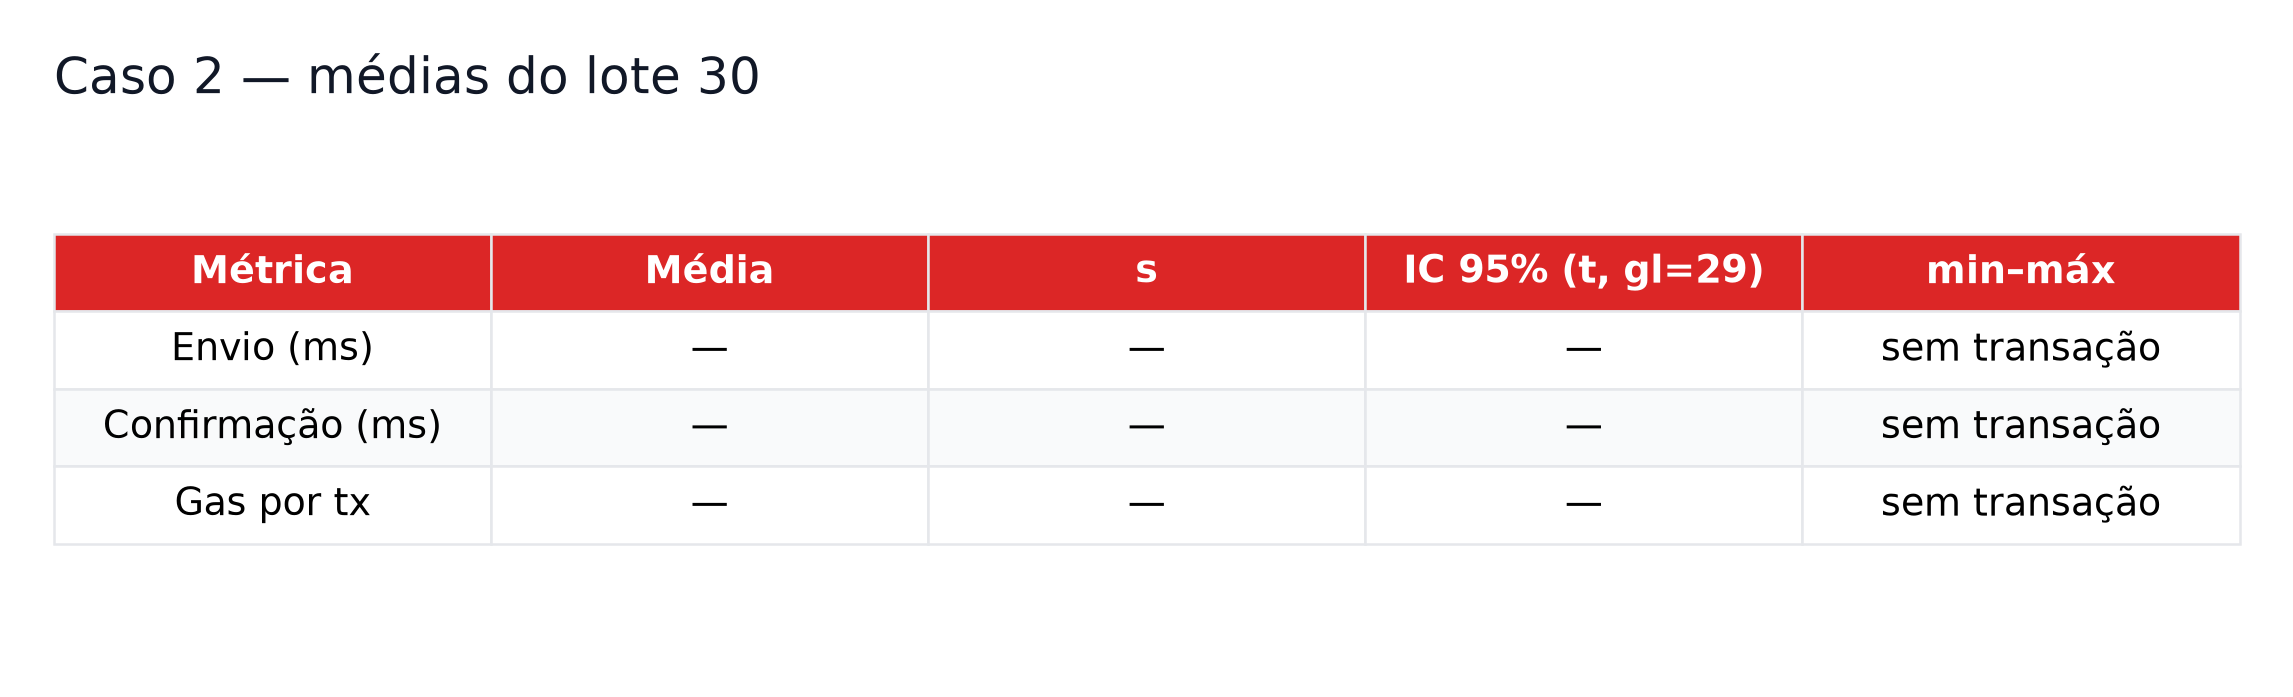 Caso 2 — médias do lote 30
Métrica Média s IC 95% (t, gl=29) min–máx
Envio (ms) — — — sem transação
Confirmação (ms) — — — sem transação
Gas por tx — — — sem transação